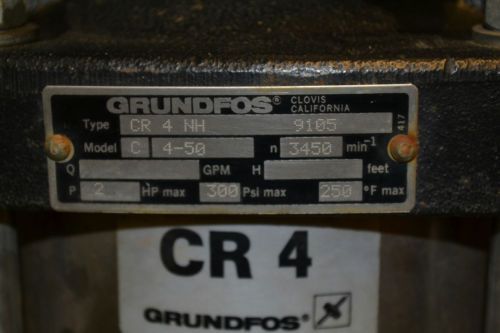 GRUNDFOS® CLOVIS CALIFORNIA
Type CR 4 NH 9105
Model C 4-50 n 3450 min⁻¹
Q GPM H feet
P 2 HP max 300 Psi max 250 °F max
417
CR 4
GRUNDFOS®